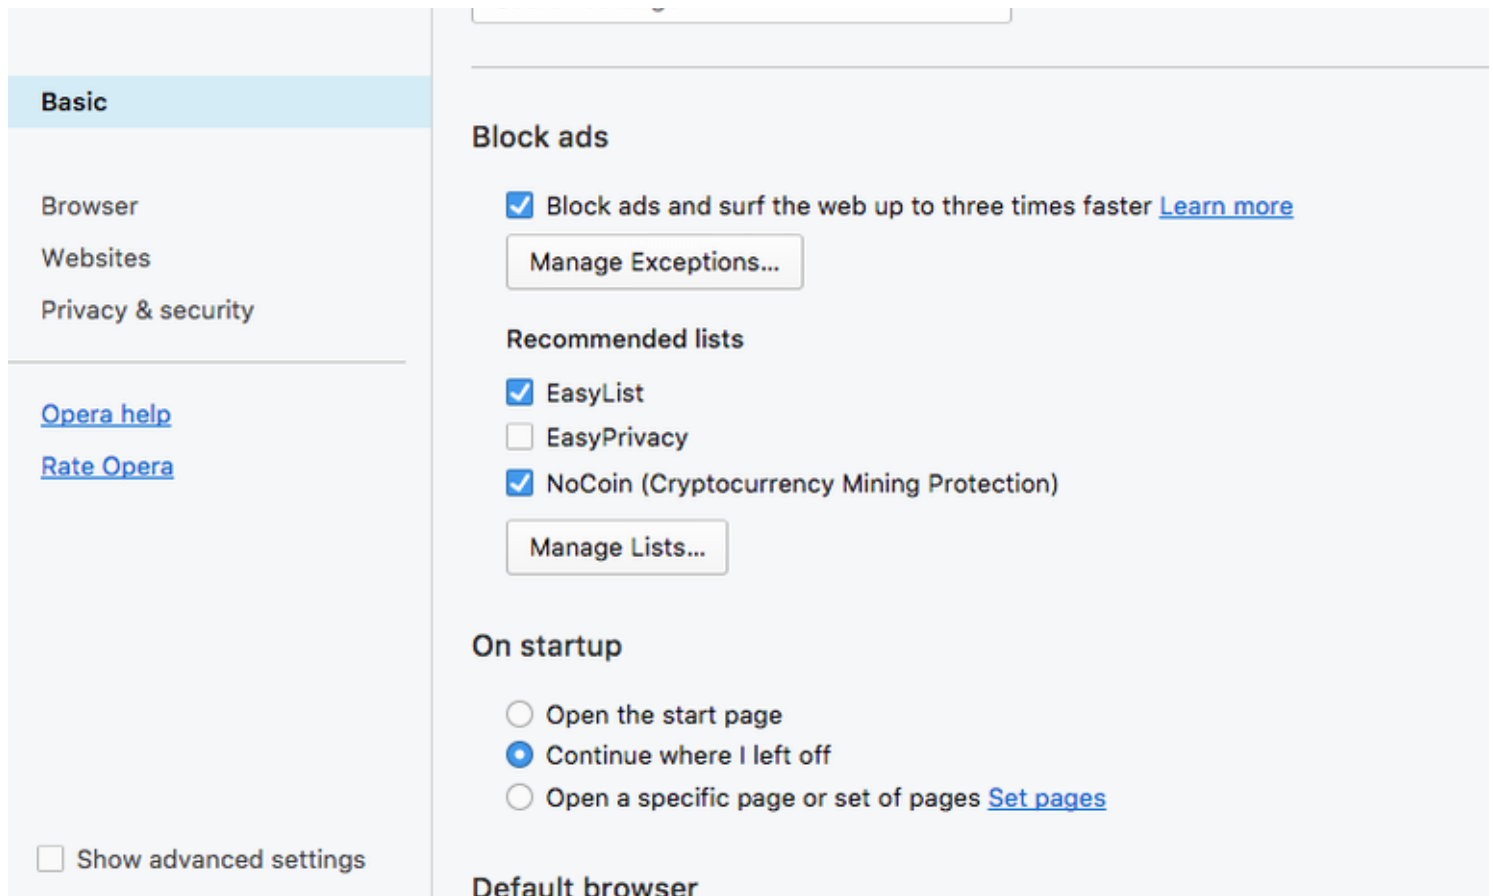 Basic
Browser
Websites
Privacy & security
Opera help
Rate Opera
Show advanced settings
Block ads
Block ads and surf the web up to three times faster Learn more
Manage Exceptions...
Recommended lists
EasyList
EasyPrivacy
NoCoin (Cryptocurrency Mining Protection)
Manage Lists...
On startup
Open the start page
Continue where I left off
Open a specific page or set of pages Set pages
Default browser